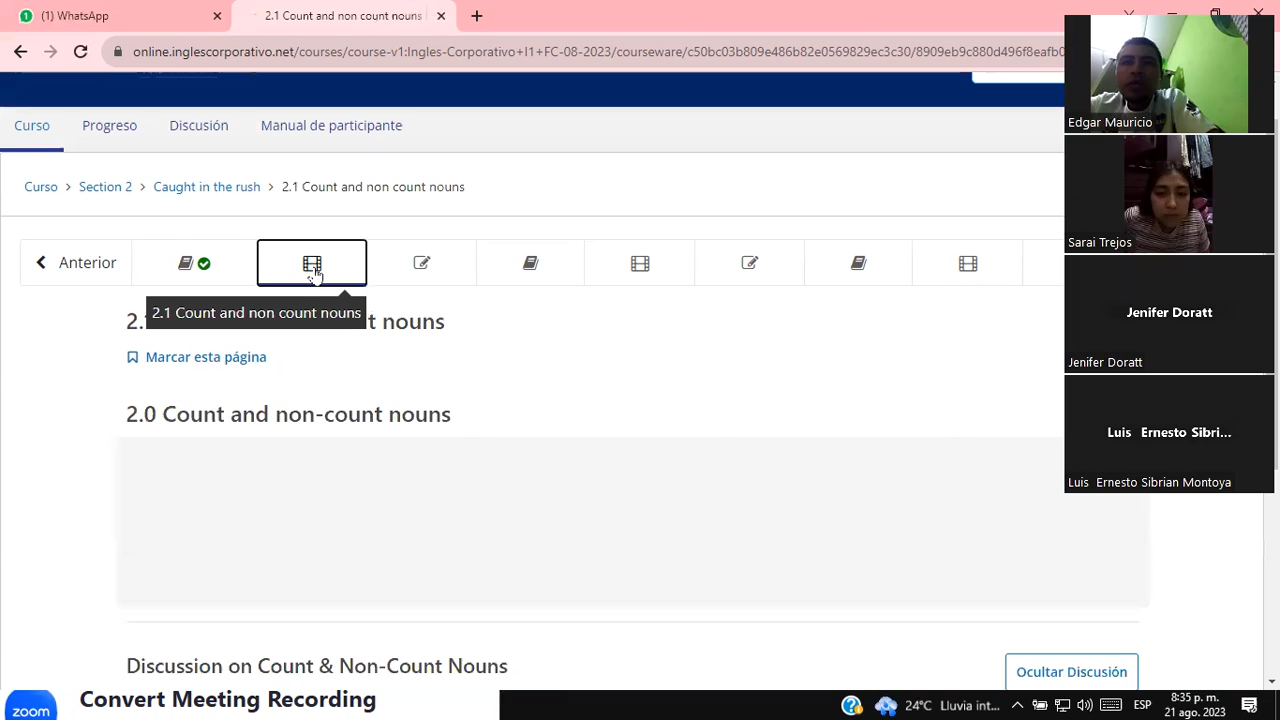 (1) WhatsApp
2.1 Count and non count nouns
online.inglescorporativo.net/courses/course-v1:Ingles-Corporativo+I1+FC-08-2023/courseware/c50bc03b809e486b82e0569829ec3c30/8909eb9c880d496f8eafb0
Curso
Progreso
Discusión
Manual de participante
Curso > Section 2 > Caught in the rush > 2.1 Count and non count nouns
Anterior
2.1 Count and non count nouns
2. t nouns
Marcar esta página
2.0 Count and non-count nouns
Discussion on Count & Non-Count Nouns
Ocultar Discusión
Edgar Mauricio
Sarai Trejos
Jenifer Doratt
Jenifer Doratt
Luis Ernesto Sibri...
Luis Ernesto Sibrian Montoya
zoom
Convert Meeting Recording
24°C Lluvia int...
ESP
8:35 p. m.
21 ago. 2023